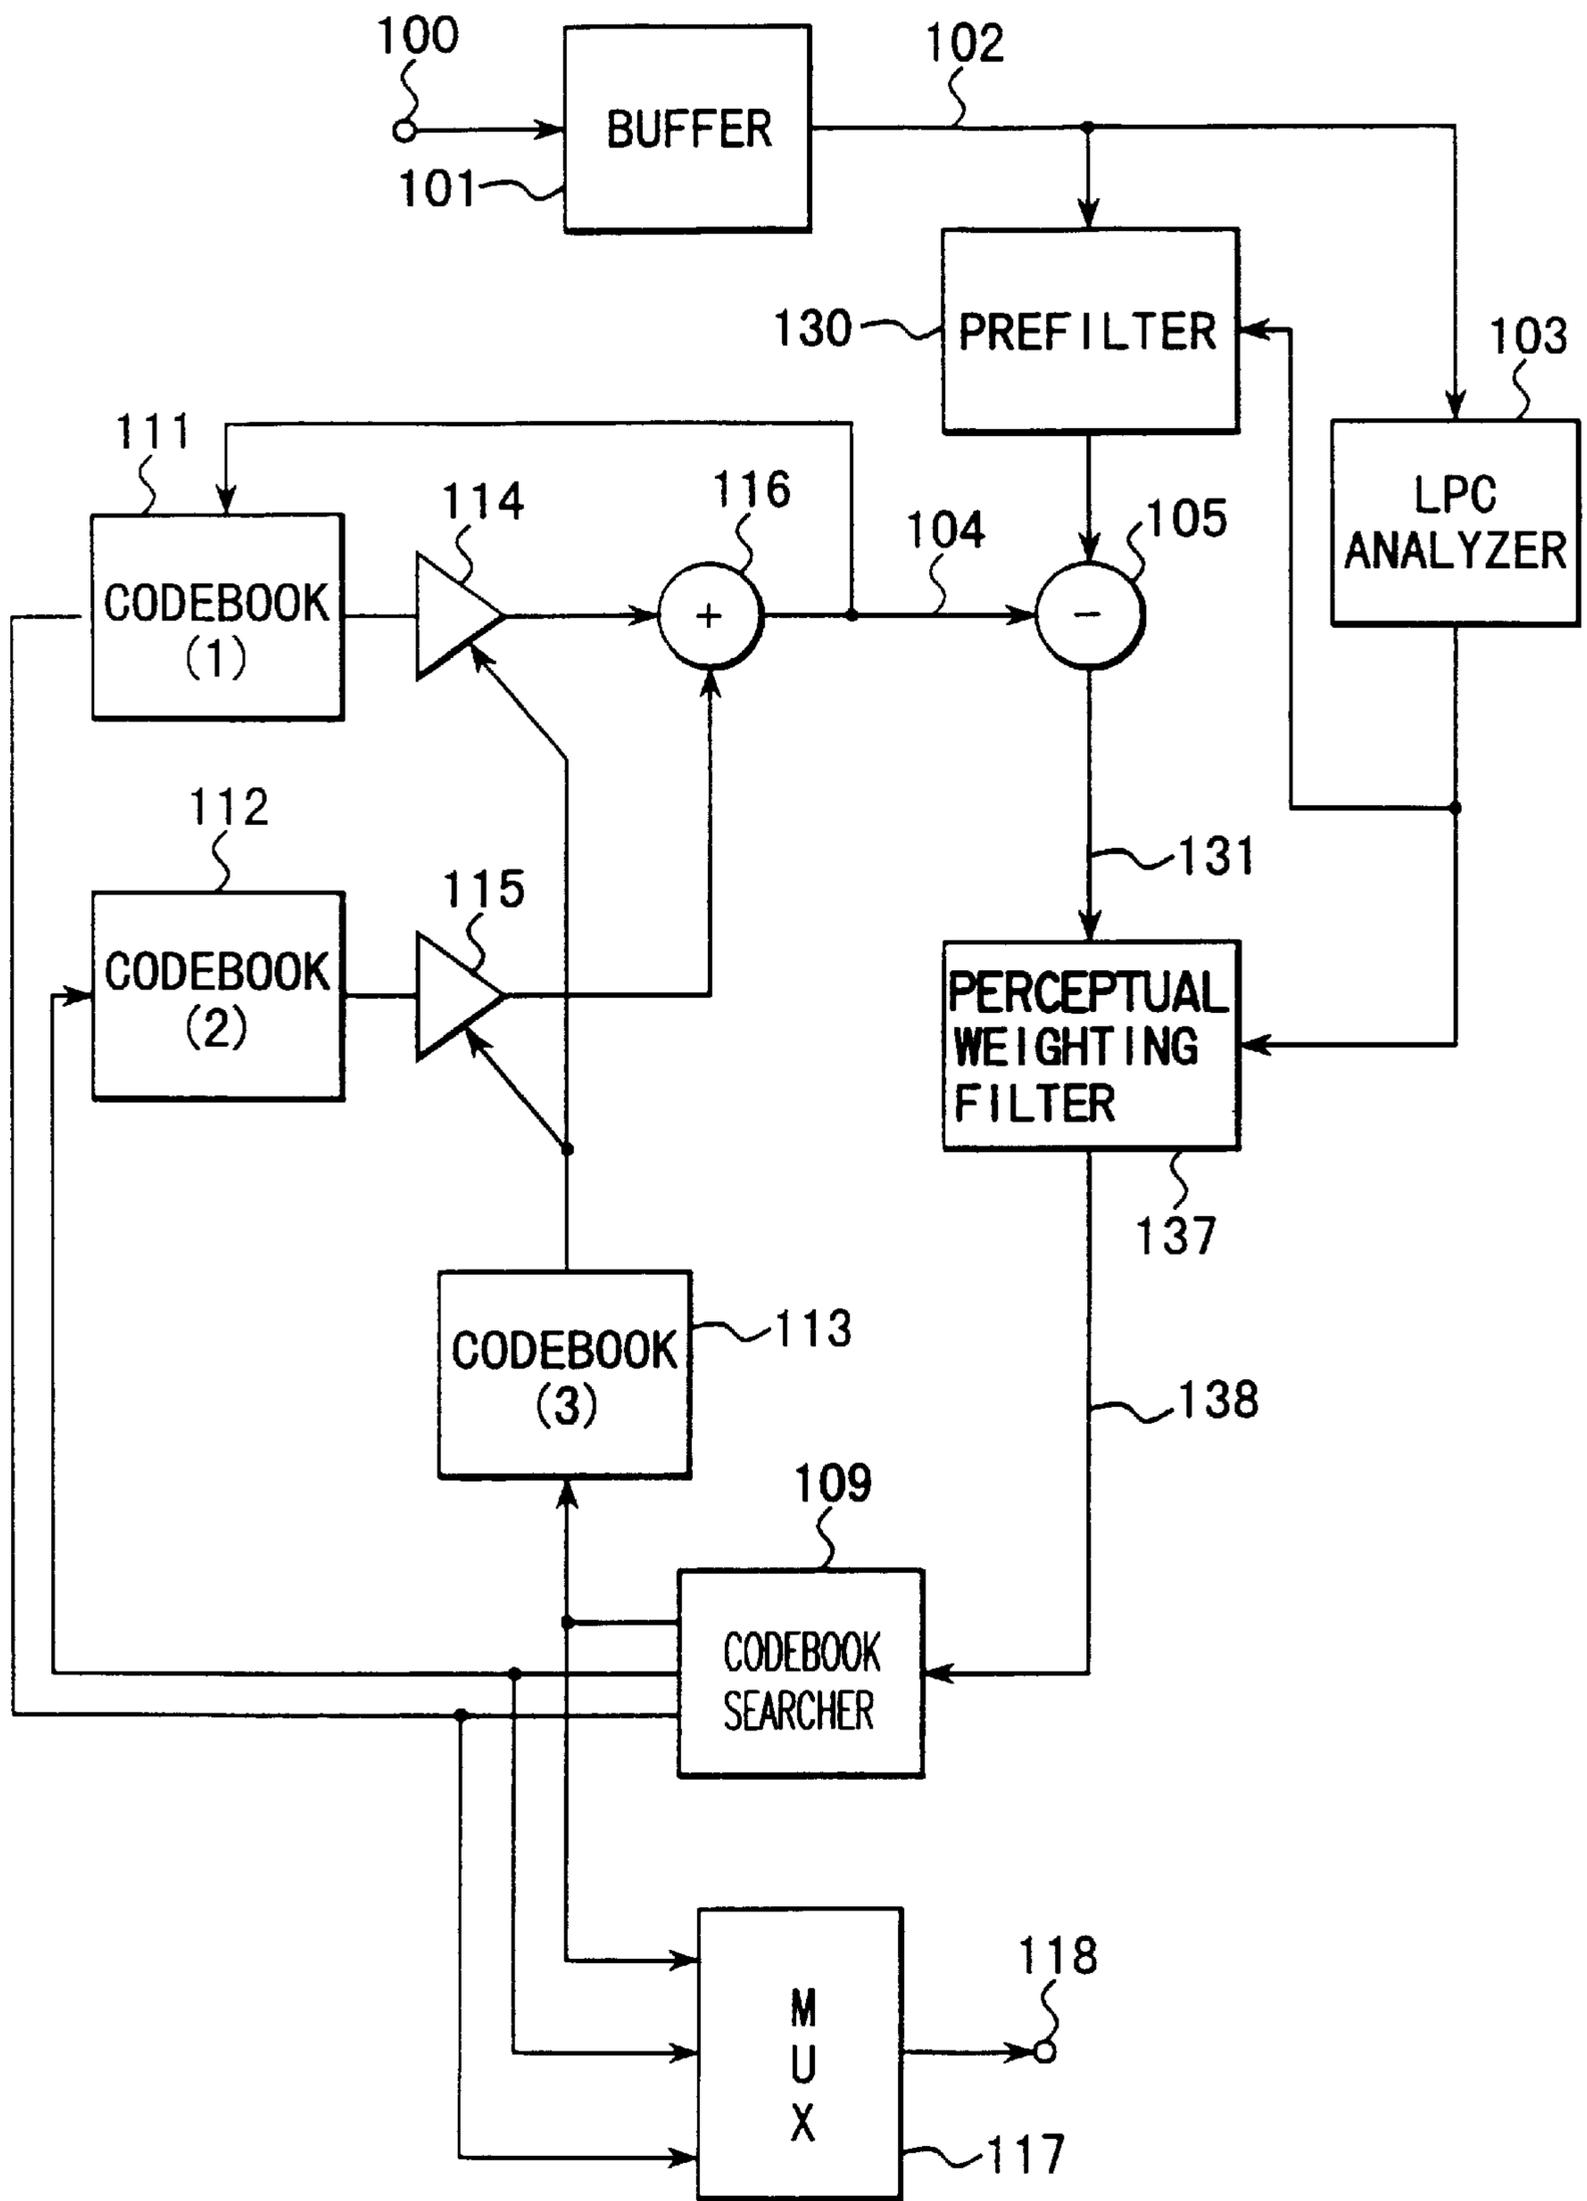 100
BUFFER
102
101
130
PREFILTER
103
111
114
116
104
105
LPC
ANALYZER
CODEBOOK
(1)
+
-
112
115
131
CODEBOOK
(2)
PERCEPTUAL
WEIGHTING
FILTER
137
CODEBOOK
(3)
113
138
109
CODEBOOK
SEARCHER
118
M
U
X
117